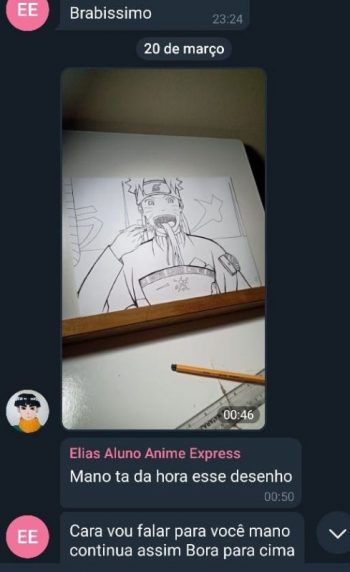 EE
Brabissimo
23:24
20 de março
00:46
Elias Aluno Anime Express
Mano ta da hora esse desenho
00:50
EE
Cara vou falar para você mano
continua assim Bora para cima